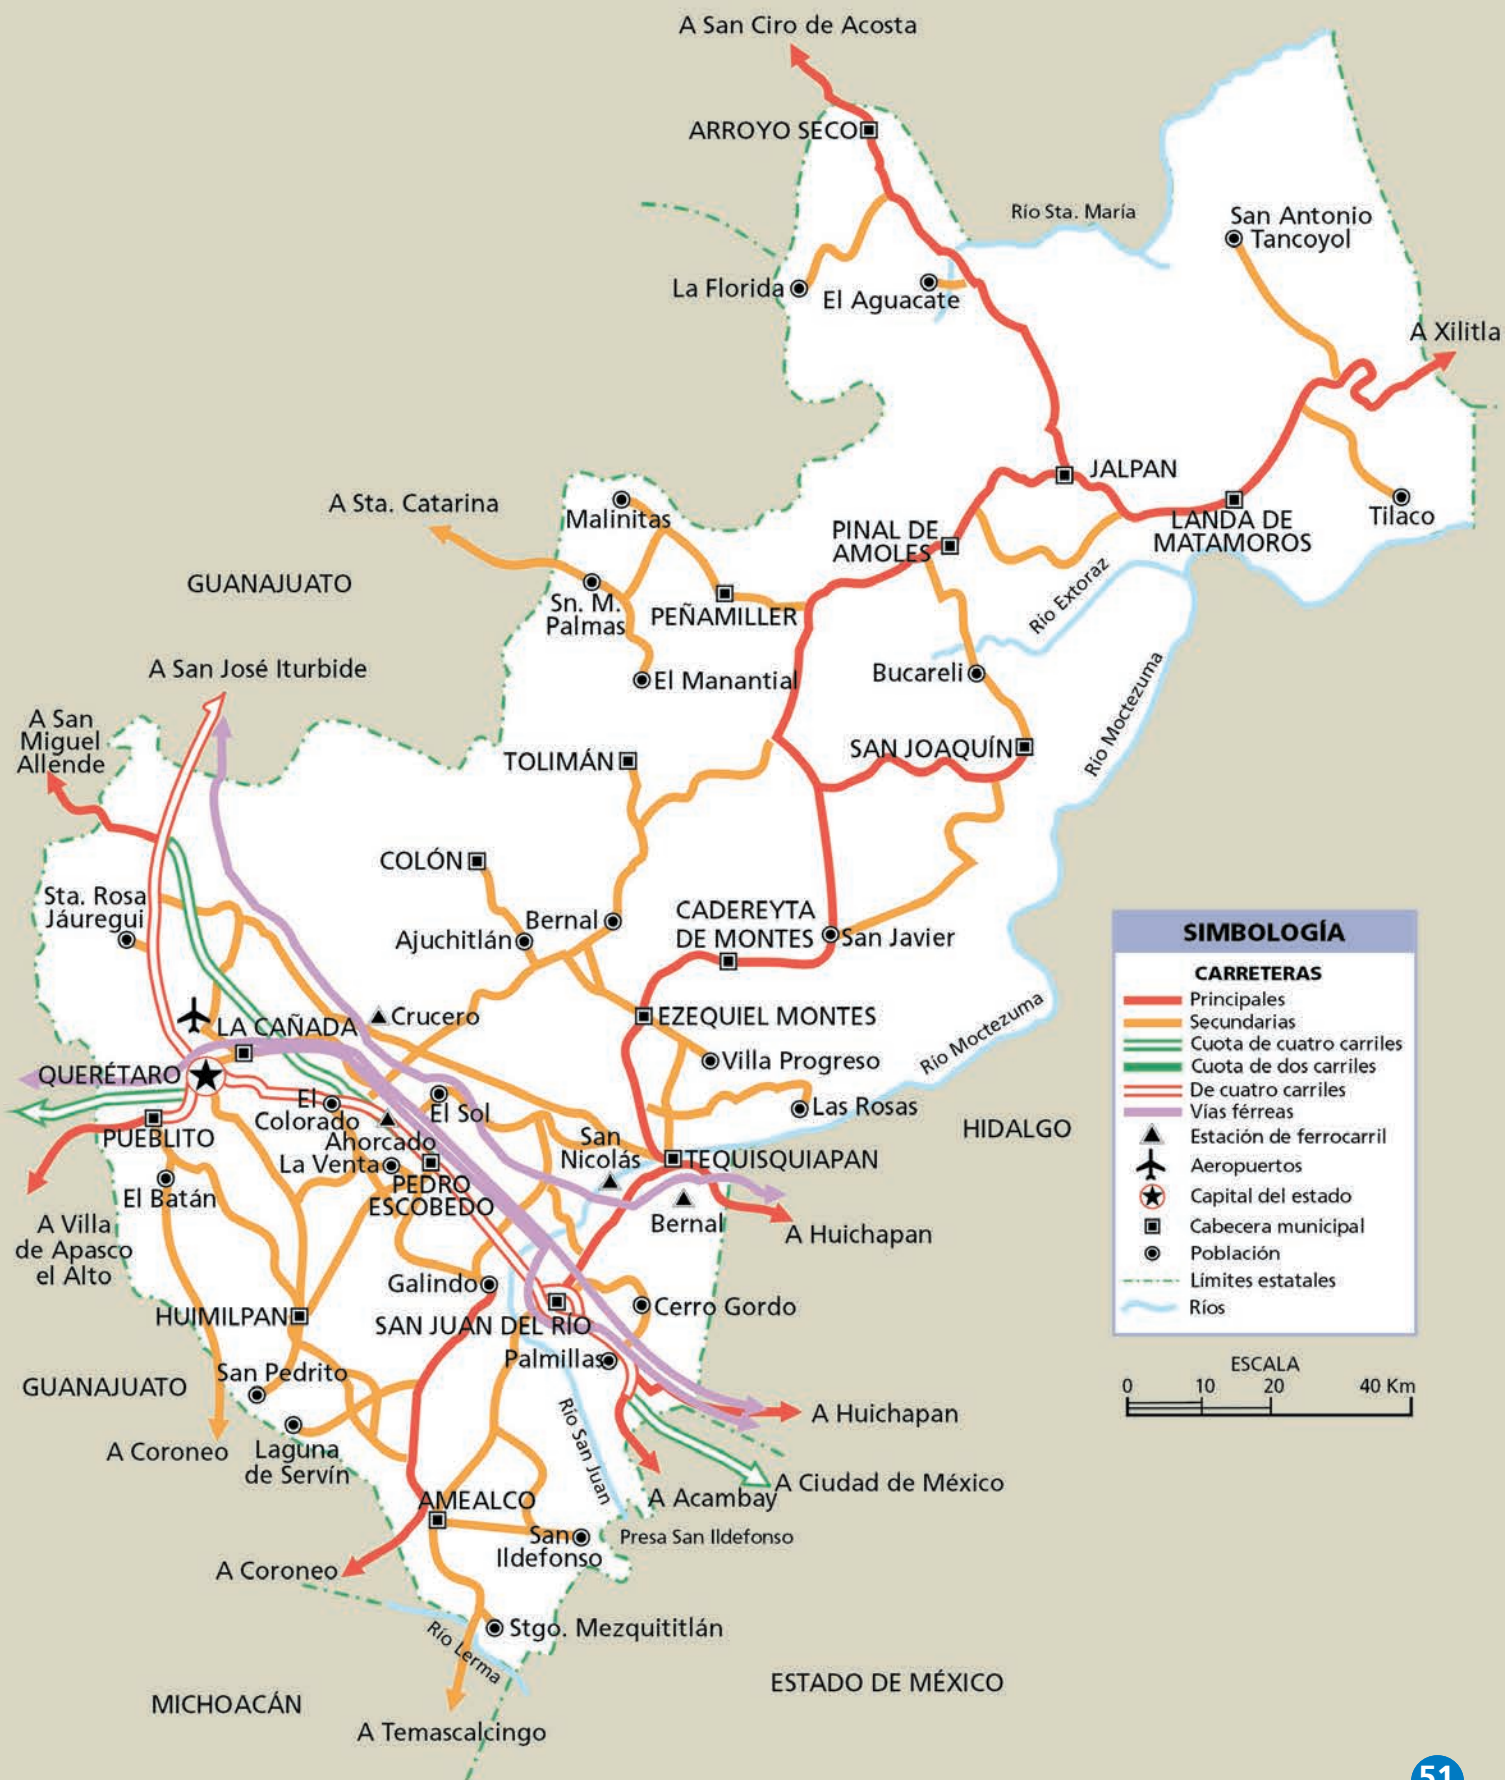 A San Ciro de Acosta
ARROYO SECO
Río Sta. María
San Antonio
Tancoyol
La Florida
El Aguacate
A Xilitla
JALPAN
A Sta. Catarina
Malinitas
LANDA DE
MATAMOROS
Tilaco
PINAL DE
AMOLES
GUANAJUATO
Sn. M.
Palmas
PEÑAMILLER
Río Extoraz
A San José Iturbide
El Manantial
Bucareli
Río Moctezuma
A San
Miguel
Allende
TOLIMÁN
SAN JOAQUÍN
COLÓN
Sta. Rosa
Jáuregui
Bernal
Ajuchitlán
CADEREYTA
DE MONTES
San Javier
SIMBOLOGÍA
CARRETERAS
Principales
Secundarias
Cuota de cuatro carriles
Cuota de dos carriles
De cuatro carriles
Vías férreas
Estación de ferrocarril
Aeropuertos
Capital del estado
Cabecera municipal
Población
Límites estatales
Ríos
ESCALA
0 10 20 40 Km
LA CAÑADA
Crucero
EZEQUIEL MONTES
Río Moctezuma
Villa Progreso
QUERÉTARO
El
Colorado
El Sol
Las Rosas
HIDALGO
PUEBLITO
Ahorcado
La Venta
San
Nicolás
TEQUISQUIAPAN
PEDRO
ESCOBEDO
El Batán
Bernal
A Huichapan
A Villa
de Apasco
el Alto
Galindo
Cerro Gordo
HUIMILPAN
SAN JUAN DEL RÍO
Palmillas
San Pedrito
GUANAJUATO
A Huichapan
Río San Juan
A Coroneo
Laguna
de Servín
A Ciudad de México
A Acambay
AMEALCO
San
Ildefonso
Presa San Ildefonso
A Coroneo
Stgo. Mezquititlán
Río Lerma
ESTADO DE MÉXICO
MICHOACÁN
A Temascalcingo
51